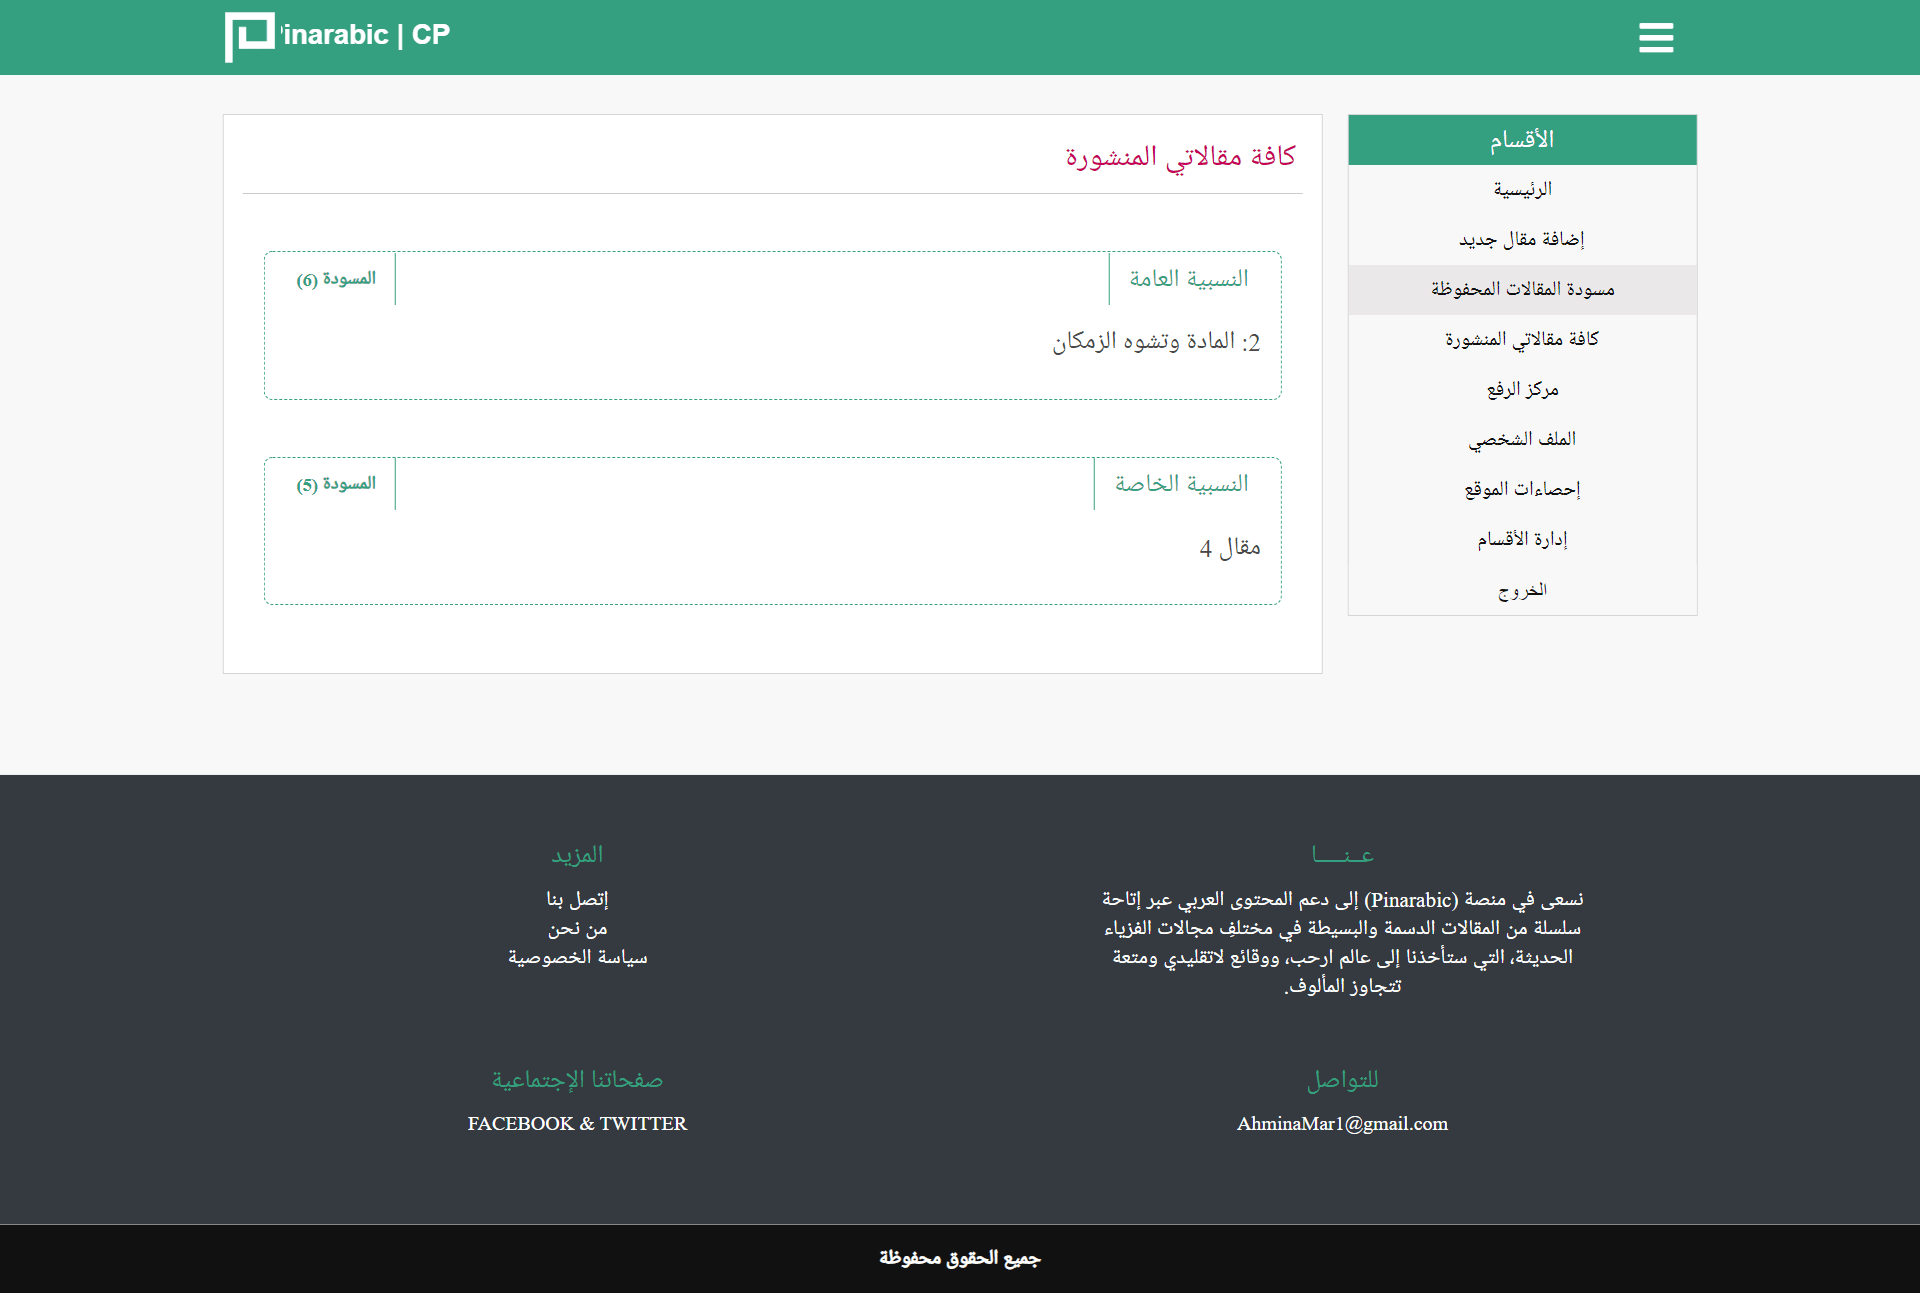 Pinarabic | CP
الأقسام
الرئيسية
إضافة مقال جديد
مسودة المقالات المحفوظة
كافة مقالاتي المنشورة
مركز الرفع
الملف الشخصي
إحصاءات الموقع
إدارة الأقسام
الخروج
كافة مقالاتي المنشورة
النسبية العامة
المسودة (6)
2: المادة وتشوه الزمكان
النسبية الخاصة
المسودة (5)
مقال 4
عــنـــــا
نسعى في منصة (Pinarabic) إلى دعم المحتوى العربي عبر إتاحة
سلسلة من المقالات الدسمة والبسيطة في مختلفِ مجالات الفزياء
الحديثة، التي ستأخذنا إلى عالم ارحب، ووقائع لاتقليدي ومتعة
تتجاوز المألوف.
المزيد
إتصل بنا
من نحن
سياسة الخصوصية
للتواصل
AhminaMar1@gmail.com
صفحاتنا الإجتماعية
FACEBOOK & TWITTER
جميع الحقوق محفوظة